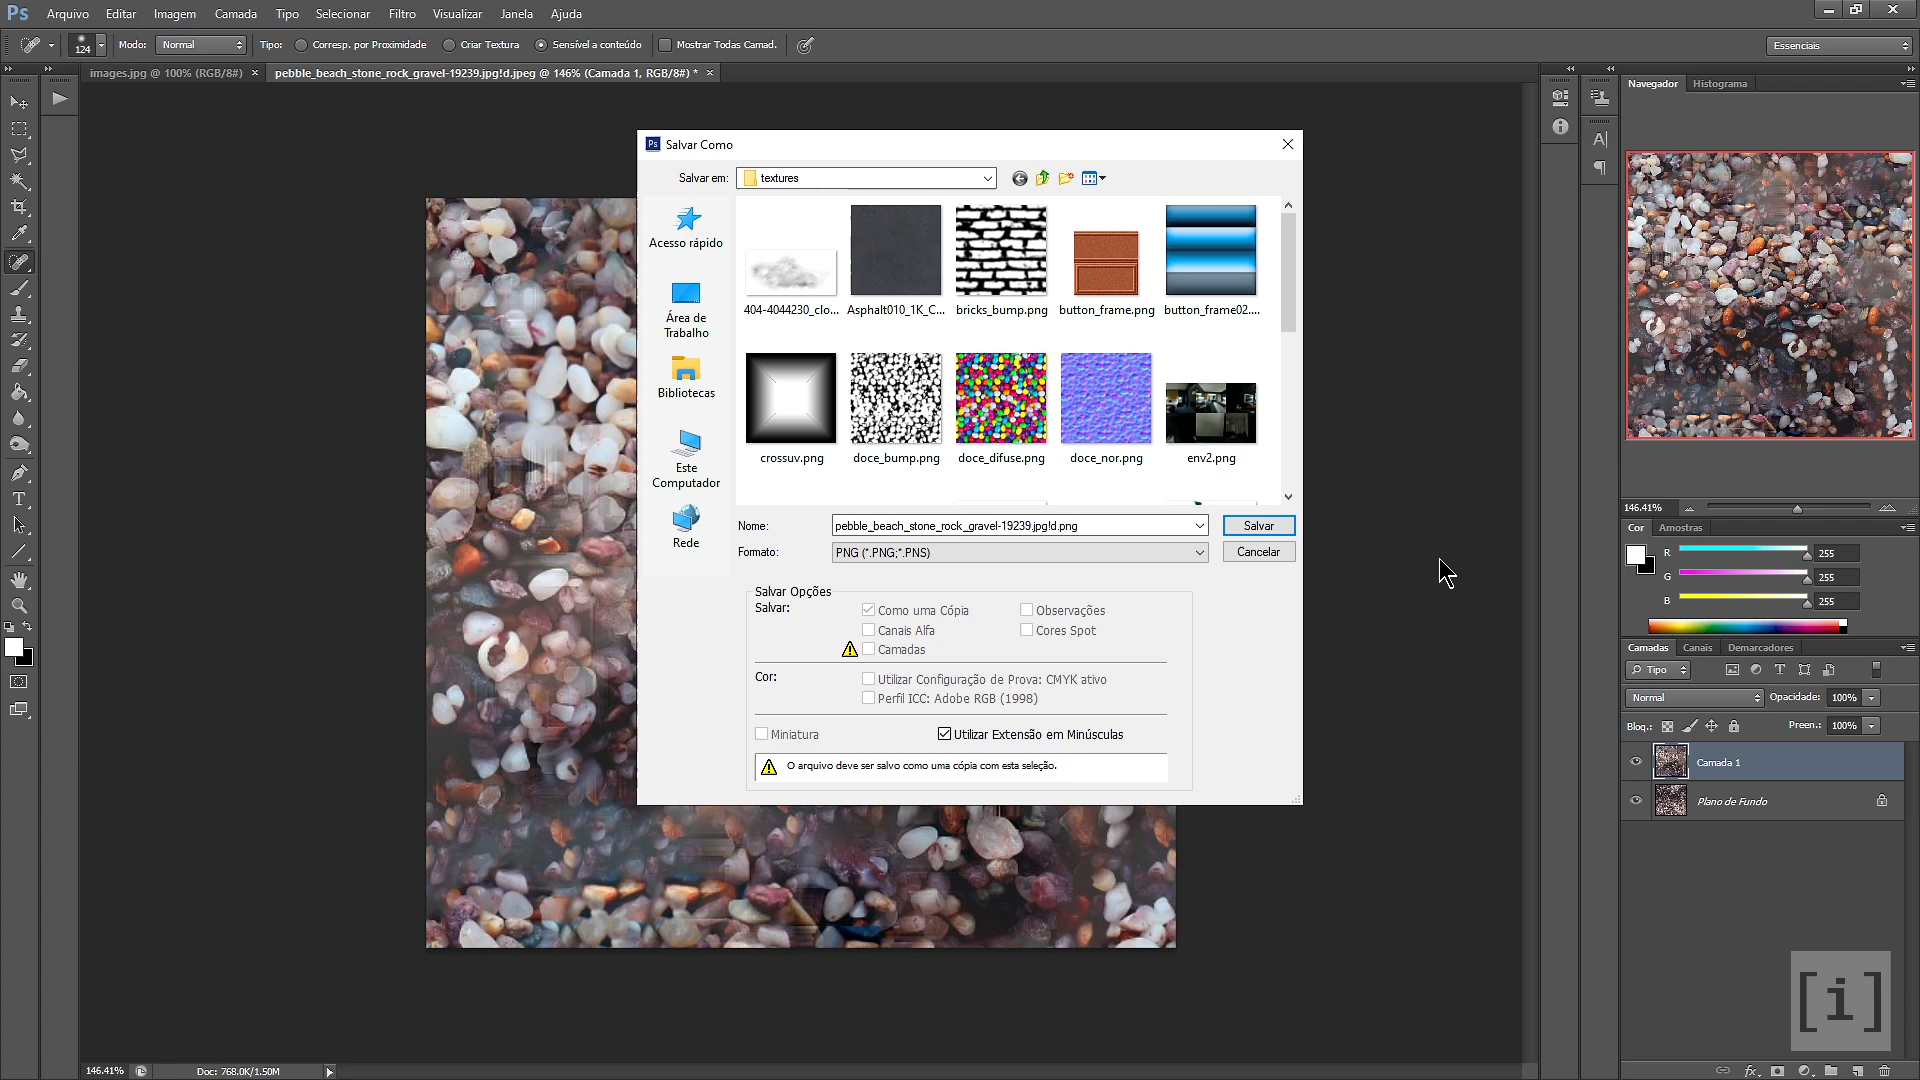 Ps Arquivo Editar Imagem Camada Tipo Selecionar Filtro Visualizar Janela Ajuda
124 Modo: Normal Tipo: Corresp. por Proximidade Criar Textura Sensível a conteúdo Mostrar Todas Camad. Essenciais
images.jpg @ 100% (RGB/8#) × pebble_beach_stone_rock_gravel-19239.jpg!d.jpeg @ 146% (Camada 1, RGB/8#) * ×
Navegador Histograma
Ps Salvar Como
Salvar em: textures
Acesso rápido
Área de
Trabalho
Bibliotecas
Este
Computador
Rede
404-4044230_clo... Asphalt010_1K_C... bricks_bump.png button_frame.png button_frame02....
crossuv.png doce_bump.png doce_difuse.png doce_nor.png env2.png
Nome: pebble_beach_stone_rock_gravel-19239.jpg!d.png Salvar
Formato: PNG (*.PNG;*.PNS) Cancelar
Salvar Opções
Salvar: Como uma Cópia Observações
Canais Alfa Cores Spot
Camadas
Cor: Utilizar Configuração de Prova: CMYK ativo
Perfil ICC: Adobe RGB (1998)
Miniatura Utilizar Extensão em Minúsculas
O arquivo deve ser salvo como uma cópia com esta seleção.
146.41%
Cor Amostras
R 255
G 255
B 255
Camadas Canais Demarcadores
Tipo
Normal Opacidade: 100%
Bloq.: Preen.: 100%
Camada 1
Plano de Fundo
[i]
146.41% Doc: 768.0K/1.50M